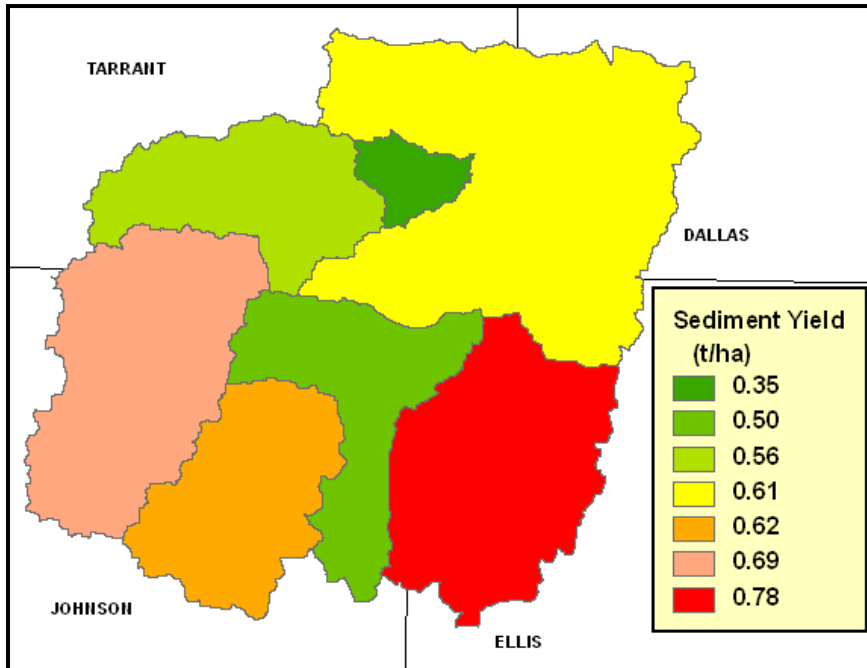 TARRANT
DALLAS
Sediment Yield
(t/ha)
0.35
0.50
0.56
0.61
0.62
0.69
0.78
JOHNSON
ELLIS